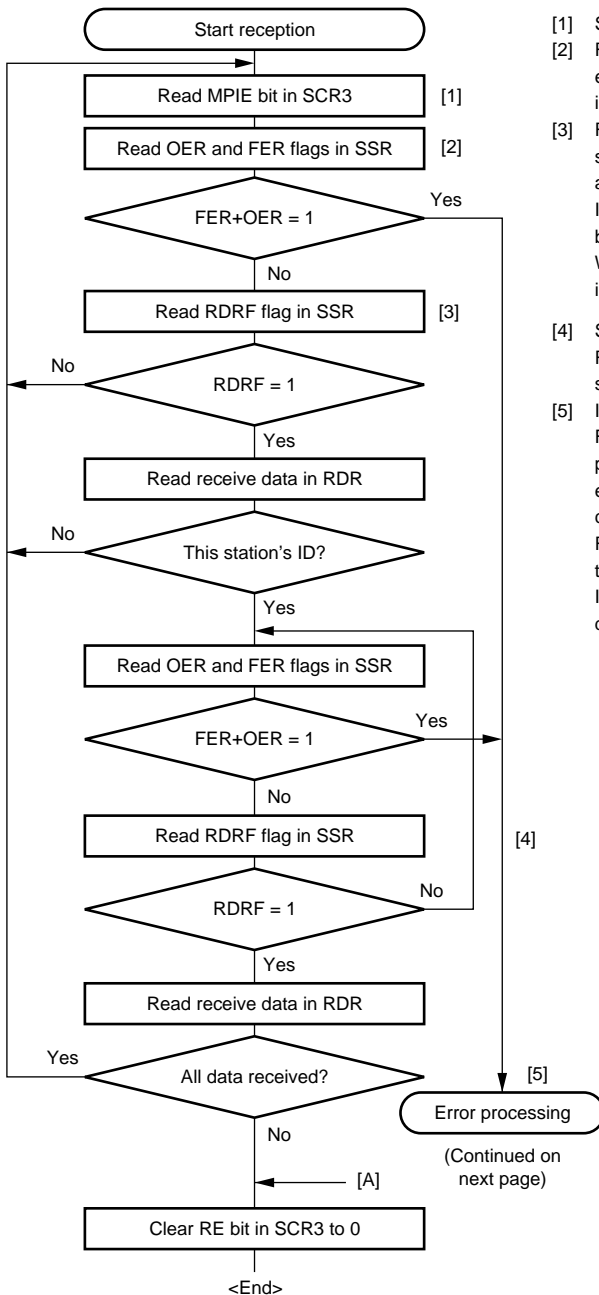 Start reception
Read MPIE bit in SCR3
[1]
Read OER and FER flags in SSR
[2]
FER+OER = 1
Yes
No
Read RDRF flag in SSR
[3]
No
RDRF = 1
Yes
Read receive data in RDR
No
This station's ID?
Yes
Read OER and FER flags in SSR
Yes
FER+OER = 1
No
Read RDRF flag in SSR
[4]
No
RDRF = 1
Yes
Read receive data in RDR
Yes
All data received?
[5]
Error processing
No
(Continued on
next page)
[A]
Clear RE bit in SCR3 to 0
<End>
[1]
[2]
[3]
[4]
[5]